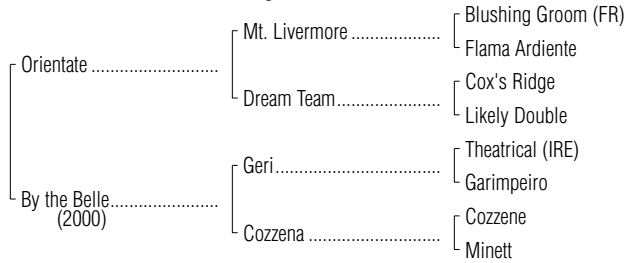 Blushing Groom (FR)
Mt. Livermore ..................
Flama Ardiente
Orientate ..........................
Cox's Ridge
Dream Team.....................
Likely Double
Theatrical (IRE)
Geri.................................
Garimpeiro
By the Belle......................
(2000)
Cozzene
Cozzena ..........................
Minett